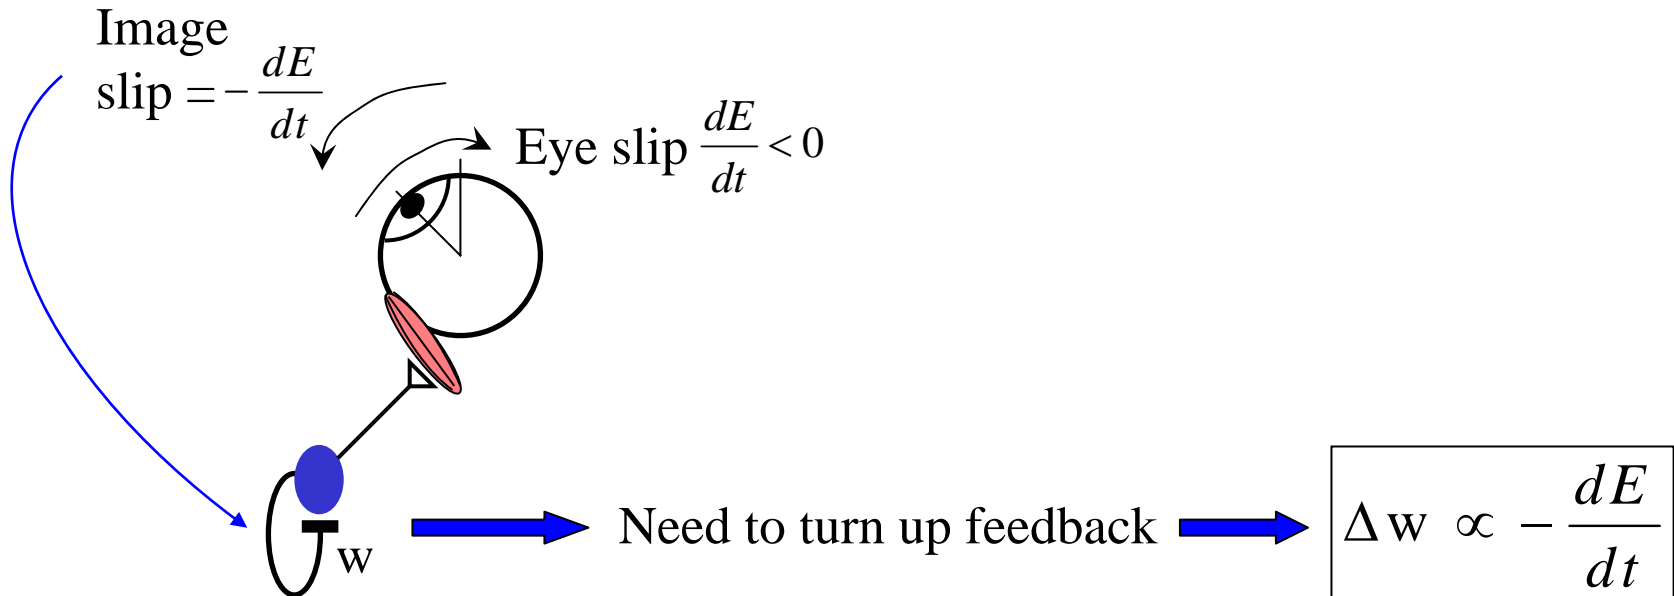 Image
slip = − dE/dt
Eye slip dE/dt < 0
w
Need to turn up feedback
Δw ∝ − dE/dt